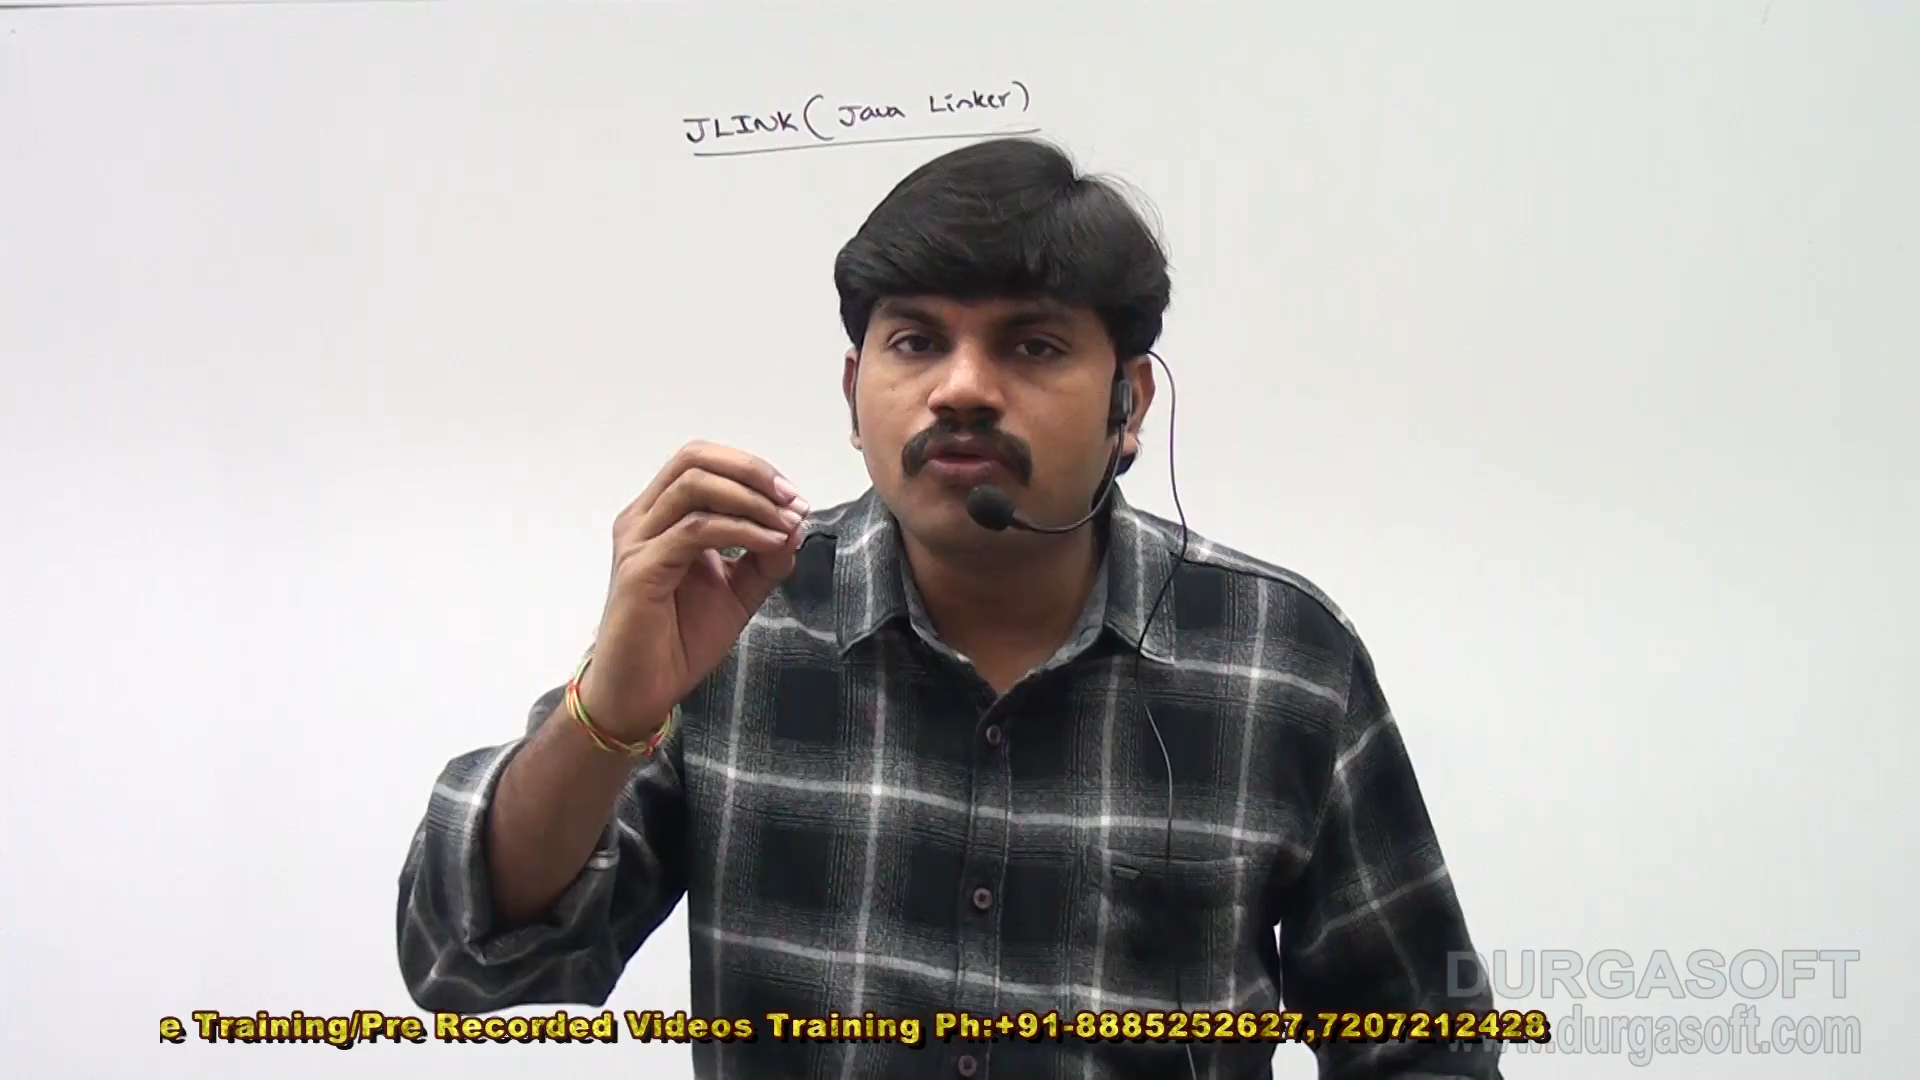 JLINK (Java Linker)
DURGASOFT
e Training/Pre Recorded Videos Training Ph:+91-8885252627,7207212428
www.durgasoft.com